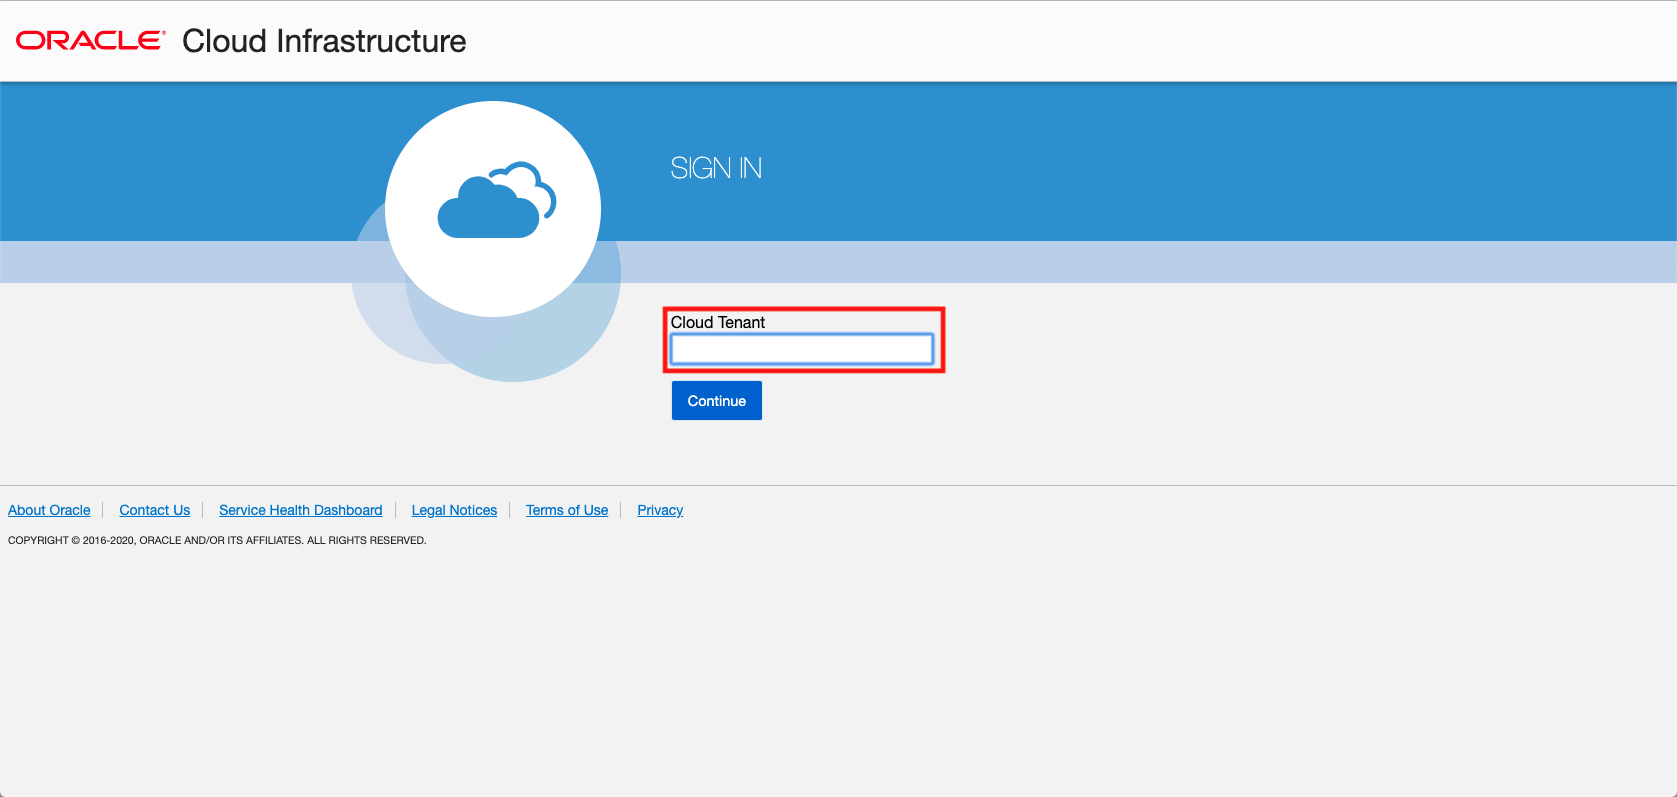 ORACLE® Cloud Infrastructure
SIGN IN
Cloud Tenant
Continue
About Oracle Contact Us Service Health Dashboard Legal Notices Terms of Use Privacy
COPYRIGHT © 2016-2020, ORACLE AND/OR ITS AFFILIATES. ALL RIGHTS RESERVED.